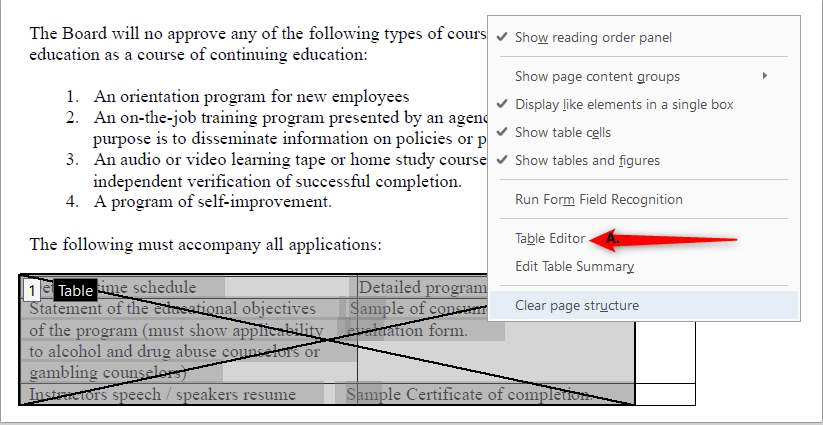 The Board will no approve any of the following types of cours
education as a course of continuing education:
1. An orientation program for new employees
2. An on-the-job training program presented by an agenc
purpose is to disseminate information on policies or p
3. An audio or video learning tape or home study course
independent verification of successful completion.
4. A program of self-improvement.
The following must accompany all applications:
1 Table ime schedule
Detailed program
Statement of the educational objectives
of the program (must show applicability
to alcohol and drug abuse counselors or
gambling counselors)
Sample of consum
evaluation form.
Instructors speech / speakers resume
Sample Certificate of completion.
Show reading order panel
Show page content groups
Display like elements in a single box
Show table cells
Show tables and figures
Run Form Field Recognition
Table Editor A.
Edit Table Summary
Clear page structure